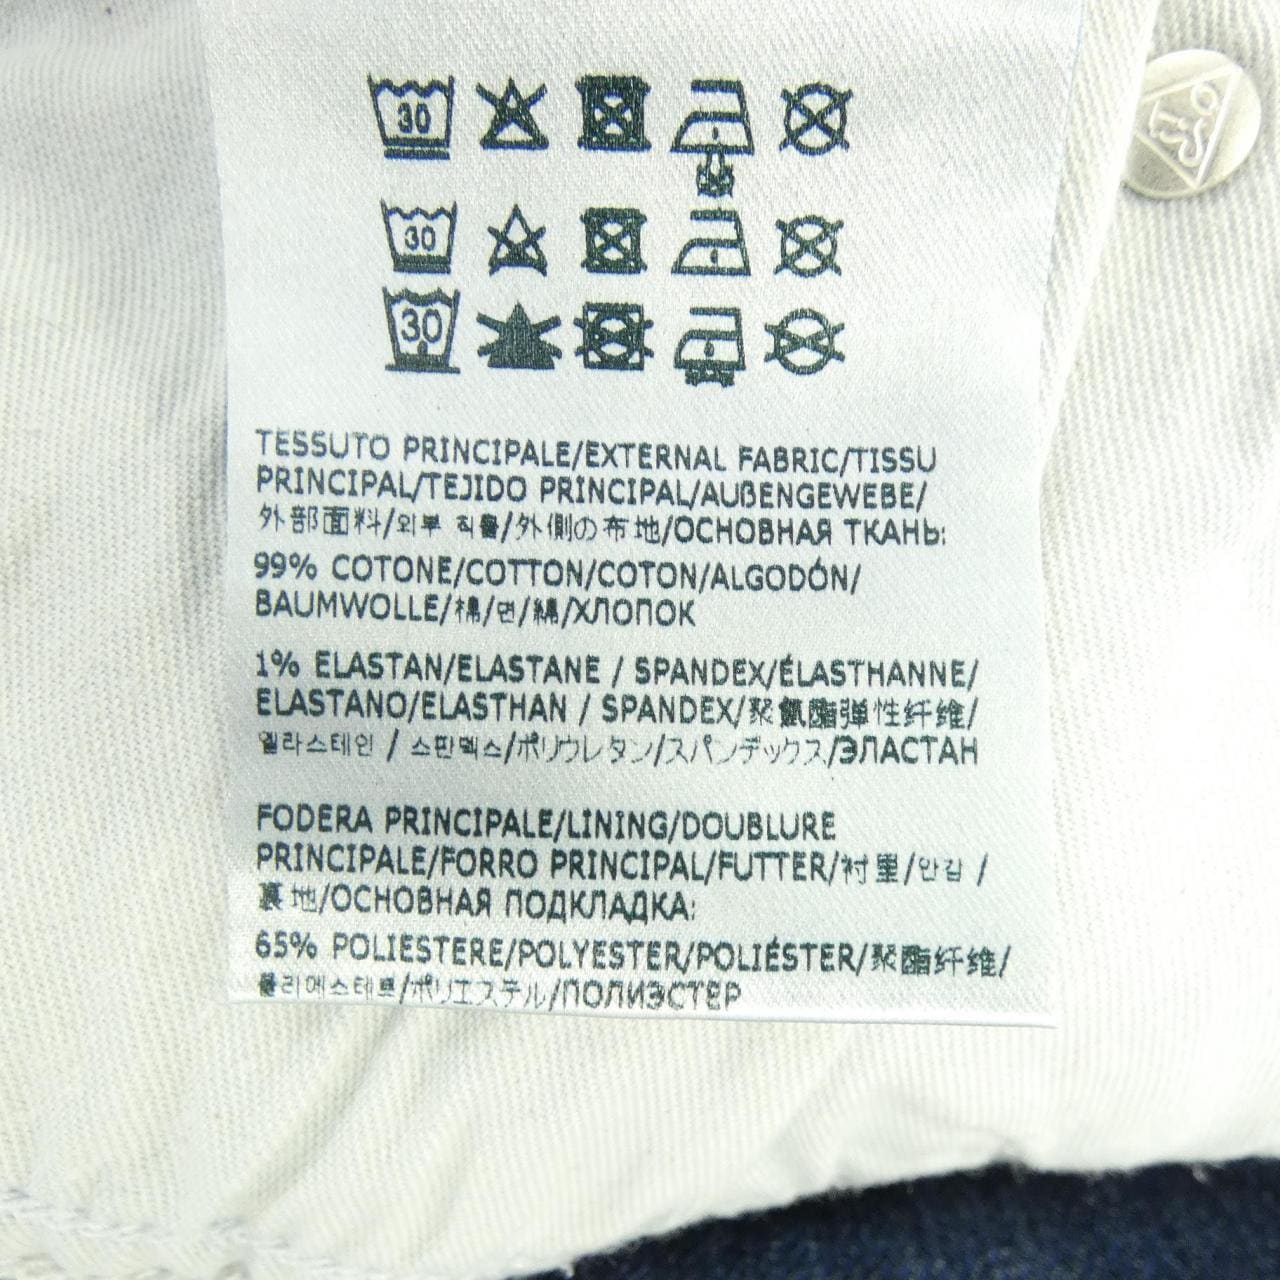 30
30
30
TESSUTO PRINCIPALE/EXTERNAL FABRIC/TISSU
PRINCIPAL/TEJIDO PRINCIPAL/AUßENGEWEBE/
外部面料/외부 직물/外側の布地/ОСНОВНАЯ ТКАНЬ:
99% COTONE/COTTON/COTON/ALGODÓN/
BAUMWOLLE/棉/면/綿/ХЛОПОК
1% ELASTAN/ELASTANE / SPANDEX/ÉLASTHANNE/
ELASTANO/ELASTHAN / SPANDEX/聚氨酯弹性纤维/
엘라스테인 / 스판덱스/ポリウレタン/スパンデックス/ЭЛАСТАН
FODERA PRINCIPALE/LINING/DOUBLURE
PRINCIPALE/FORRO PRINCIPAL/FUTTER/衬里/안감 /
裏地/ОСНОВНАЯ ПОДКЛАДКА:
65% POLIESTERE/POLYESTER/POLIÉSTER/聚酯纤维/
폴리에스테르/ポリエステル/ПОЛИЭСТЕР